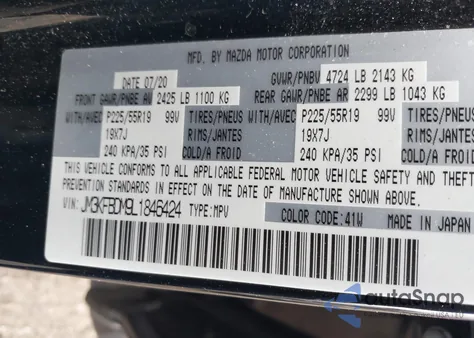 MFD. BY MAZDA MOTOR CORPORATION
DATE 07/20 GVWR/PNBV 4724 LB 2143 KG
FRONT GAWR/PNBE AV 2425 LB 1100 KG REAR GAWR/PNBE AR 2299 LB 1043 KG
WITH/AVEC P225/55R19 99V TIRES/PNEUS WITH/AVEC P225/55R19 99V TIRES/PNEUS
19X7J RIMS/JANTES 19X7J RIMS/JANTES
240 KPA/35 PSI COLD/A FROID 240 KPA/35 PSI COLD/A FROID
THIS VEHICLE CONFORMS TO ALL APPLICABLE FEDERAL MOTOR VEHICLE SAFETY AND THEFT
PREVENTION STANDARDS IN EFFECT ON THE DATE OF MANUFACTURE SHOWN ABOVE.
VIN: JM3KFBDM9L1846424 TYPE:MPV COLOR CODE:41W MADE IN JAPAN
autoSnap